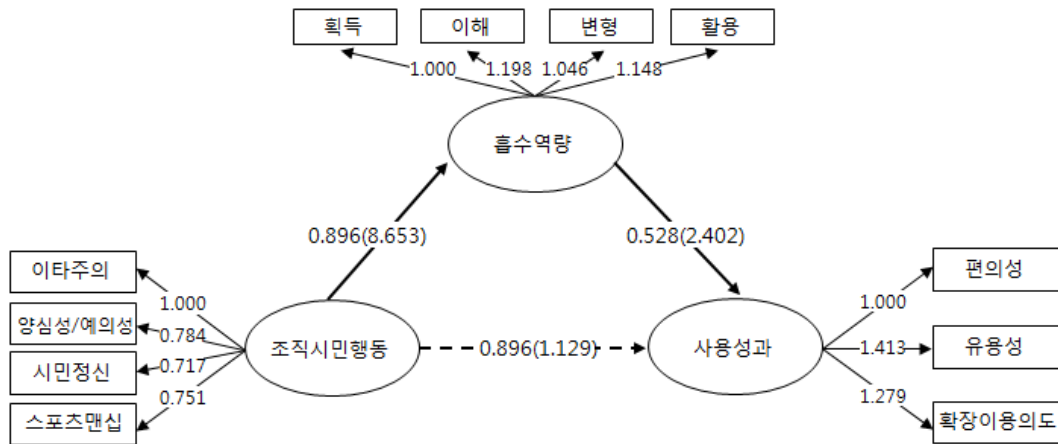 획득
이해
변형
활용
1.000
1.198
1.046
1.148
흡수역량
0.896(8.653)
0.528(2.402)
이타주의
양심성/예의성
시민정신
스포츠맨십
1.000
0.784
0.717
0.751
조직시민행동
0.896(1.129)
사용성과
1.000
1.413
1.279
편의성
유용성
확장이용의도